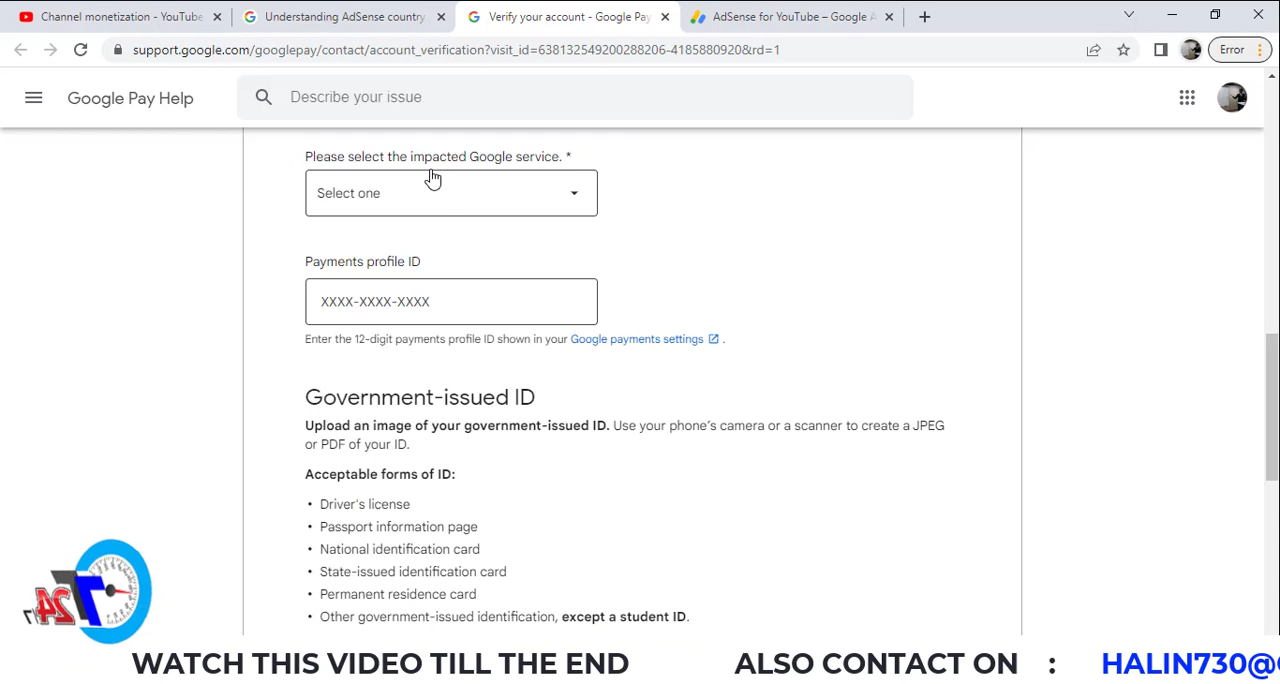 Channel monetization - YouTube
Understanding AdSense country
Verify your account - Google Pay
AdSense for YouTube – Google A
support.google.com/googlepay/contact/account_verification?visit_id=638132549200288206-4185880920&rd=1
Error
Google Pay Help
Describe your issue
Please select the impacted Google service. *
Select one
Payments profile ID
XXXX-XXXX-XXXX
Enter the 12-digit payments profile ID shown in your Google payments settings .
Government-issued ID
Upload an image of your government-issued ID. Use your phone's camera or a scanner to create a JPEG
or PDF of your ID.
Acceptable forms of ID:
• Driver's license
• Passport information page
• National identification card
• State-issued identification card
• Permanent residence card
• Other government-issued identification, except a student ID.
WATCH THIS VIDEO TILL THE END ALSO CONTACT ON : HALIN730@